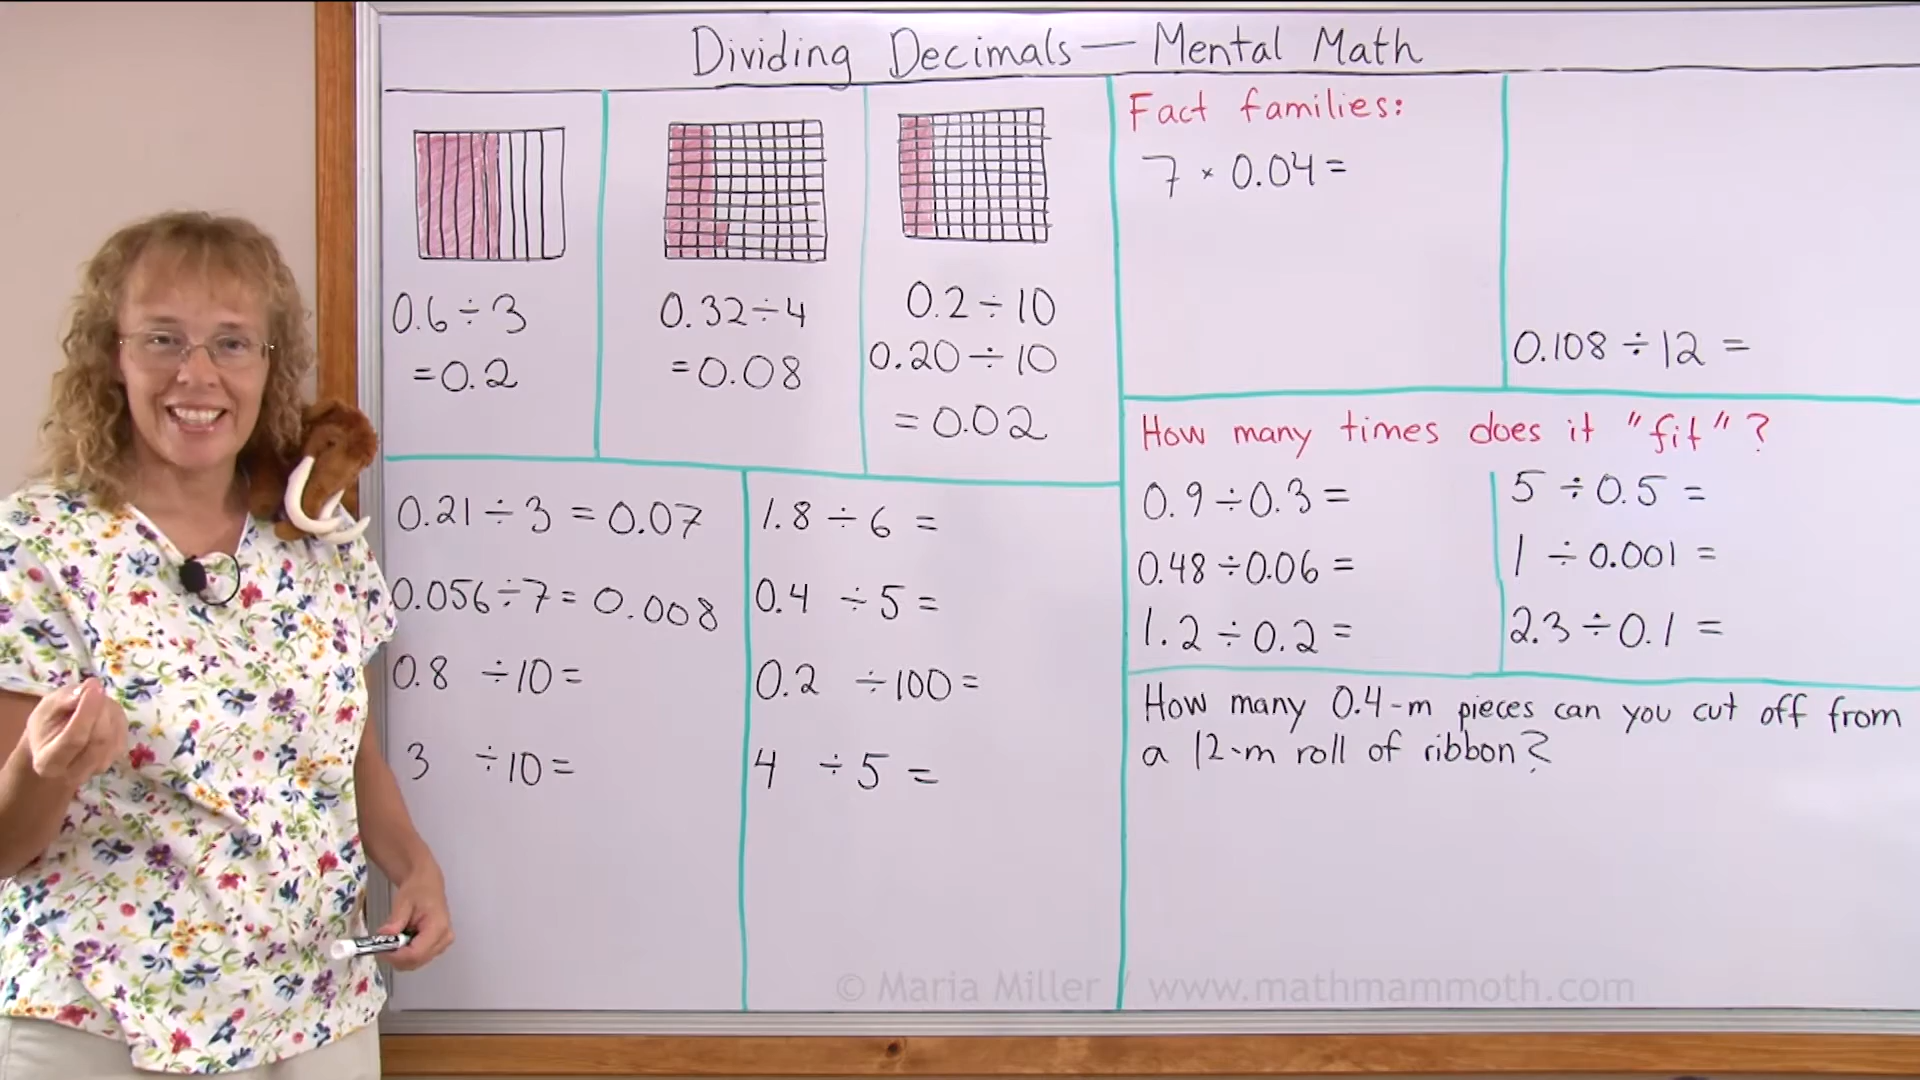 Dividing Decimals — Mental Math
0.6 ÷ 3
= 0.2
0.32 ÷ 4
= 0.08
0.2 ÷ 10
0.20 ÷ 10
= 0.02
0.21 ÷ 3 = 0.07
0.056 ÷ 7 = 0.008
0.8 ÷ 10 =
3 ÷ 10 =
1.8 ÷ 6 =
0.4 ÷ 5 =
0.2 ÷ 100 =
4 ÷ 5 =
Fact families:
7 × 0.04 =
0.108 ÷ 12 =
How many times does it "fit"?
0.9 ÷ 0.3 =
0.48 ÷ 0.06 =
1.2 ÷ 0.2 =
5 ÷ 0.5 =
1 ÷ 0.001 =
2.3 ÷ 0.1 =
How many 0.4-m pieces can you cut off from
a 12-m roll of ribbon?
© Maria Miller / www.mathmammoth.com